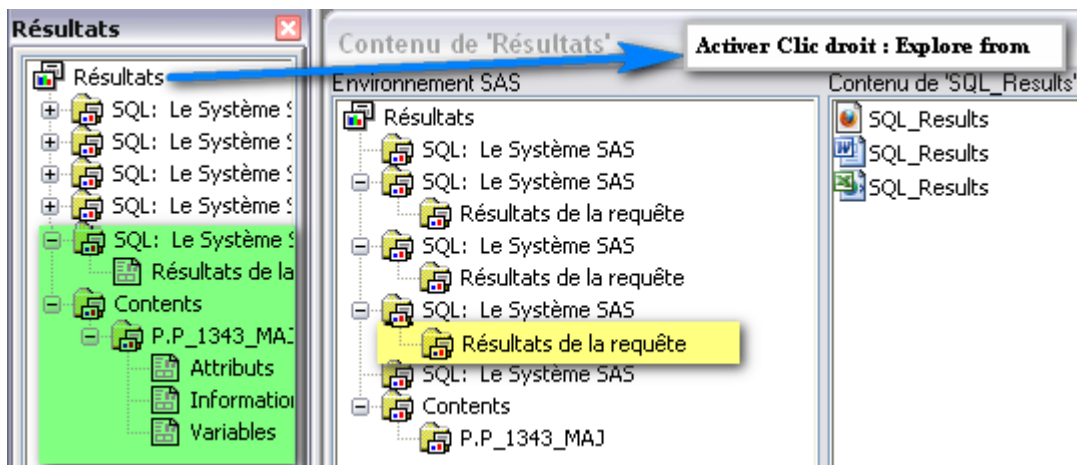 Résultats
Résultats
SQL: Le Système S
SQL: Le Système S
SQL: Le Système S
SQL: Le Système S
SQL: Le Système S
Résultats de la
Contents
P.P_1343_MAJ
Attributs
Information
Variables
Contenu de 'Résultats'
Activer Clic droit : Explore from
Environnement SAS
Résultats
SQL: Le Système SAS
SQL: Le Système SAS
Résultats de la requête
SQL: Le Système SAS
Résultats de la requête
SQL: Le Système SAS
Résultats de la requête
SQL: Le Système SAS
Contents
P.P_1343_MAJ
Contenu de 'SQL_Results'
SQL_Results
SQL_Results
SQL_Results